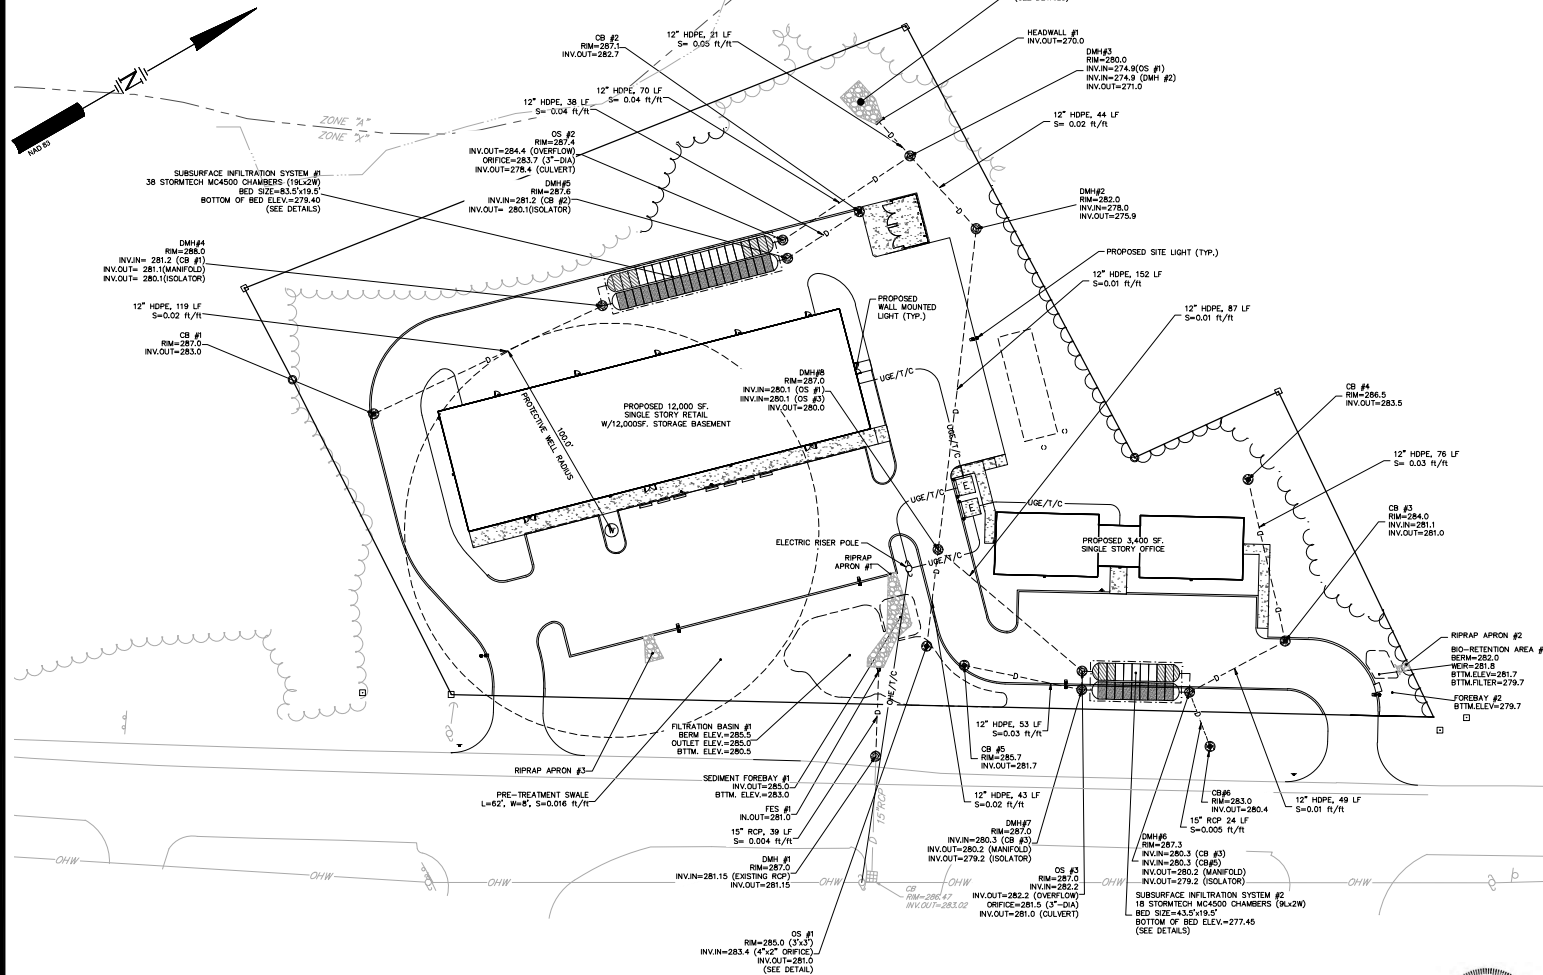 N
NAD 83
ZONE "A"
ZONE "X"
CB #2
RIM=287.1
INV.OUT=282.7
12" HDPE, 21 LF
S= 0.05 ft/ft
HEADWALL #1
INV.OUT=270.0
DMH#3
RIM=280.0
INV.IN=274.9(OS #1)
INV.IN=274.9 (DMH #2)
INV.OUT=271.0
12" HDPE, 70 LF
S= 0.04 ft/ft
12" HDPE, 38 LF
S= 0.04 ft/ft
12" HDPE, 44 LF
S= 0.02 ft/ft
OS #2
RIM=287.4
INV.OUT=284.4 (OVERFLOW)
ORIFICE=283.7 (3"-DIA)
INV.OUT=278.4 (CULVERT)
SUBSURFACE INFILTRATION SYSTEM #1
38 STORMTECH MC4500 CHAMBERS (19Lx2W)
BED SIZE=83.5'x19.5'
BOTTOM OF BED ELEV.=279.40
(SEE DETAILS)
DMH#5
RIM=287.6
INV.IN=281.2 (CB #2)
INV.OUT= 280.1(ISOLATOR)
DMH#2
RIM=282.0
INV.IN=278.0
INV.OUT=275.9
DMH#4
RIM=288.0
INV.IN= 281.2 (CB #1)
INV.OUT= 281.1(MANIFOLD)
INV.OUT= 280.1(ISOLATOR)
PROPOSED SITE LIGHT (TYP.)
12" HDPE, 152 LF
S=0.01 ft/ft
12" HDPE, 119 LF
S=0.02 ft/ft
PROPOSED
WALL MOUNTED
LIGHT (TYP.)
12" HDPE, 87 LF
S=0.01 ft/ft
CB #1
RIM=287.0
INV.OUT=283.0
DMH#8
RIM=287.0
INV.IN=280.1 (OS #1)
INV.IN=280.1 (OS #3)
INV.OUT=280.0
UGE/T/C
CB #4
RIM=286.5
INV.OUT=283.5
PROPOSED 12,000 SF.
SINGLE STORY RETAIL
W/12,000SF. STORAGE BASEMENT
PROTECTIVE WELL RADIUS
100.0'
UGE/T/C
12" HDPE, 76 LF
S= 0.03 ft/ft
UGE/T/C
E
E
UGE/T/C
W
CB #3
RIM=284.0
INV.IN=281.1
INV.OUT=281.0
ELECTRIC RISER POLE
UGE/T/C
PROPOSED 3,400 SF.
SINGLE STORY OFFICE
RIPRAP
APRON #1
RIPRAP APRON #2
BIO-RETENTION AREA #
BERM=282.0
WEIR=281.8
BTTM.ELEV=281.7
BTTM.FILTER=279.7
FOREBAY #2
BTTM.ELEV=279.7
OHE/T/C
FILTRATION BASIN #1
BERM ELEV.=285.5
OUTLET ELEV.=285.0
BTTM. ELEV.=280.5
12" HDPE, 53 LF
S=0.03 ft/ft
CB #5
RIM=285.7
INV.OUT=281.7
RIPRAP APRON #3
SEDIMENT FOREBAY #1
INV.OUT=285.0
BTTM. ELEV.=283.0
PRE-TREATMENT SWALE
L=62', W=8', S=0.016 ft/ft
FES #1
IN.OUT=281.0
15" RCP, 39 LF
S= 0.004 ft/ft
15"RCP
12" HDPE, 43 LF
S=0.02 ft/ft
CB#6
RIM=283.0
INV.OUT=280.4
12" HDPE, 49 LF
S=0.01 ft/ft
15" RCP 24 LF
S=0.005 ft/ft
DMH#7
RIM=287.0
INV.IN=280.3 (CB #3)
INV.OUT=280.2 (MANIFOLD)
INV.OUT=279.2 (ISOLATOR)
DMH#6
RIM=287.3
INV.IN=280.3 (CB #3)
INV.IN=280.3 (CB#5)
INV.OUT=280.2 (MANIFOLD)
INV.OUT=279.2 (ISOLATOR)
DMH #1
RIM=287.0
INV.IN=281.15 (EXISTING RCP)
INV.OUT=281.15
OHW
OHW
OHW
OHW
OHW
OHW
CB
RIM=286.47
INV.OUT=283.02
OS #3
RIM=287.0
INV.IN=282.2
INV.OUT=282.2 (OVERFLOW)
ORIFICE=281.5 (3"-DIA)
INV.OUT=281.0 (CULVERT)
SUBSURFACE INFILTRATION SYSTEM #2
18 STORMTECH MC4500 CHAMBERS (9Lx2W)
BED SIZE=43.5'x19.5'
BOTTOM OF BED ELEV.=277.45
(SEE DETAILS)
OS #1
RIM=285.0 (3'x3')
INV.IN=283.4 (4"x2" ORIFICE)
INV.OUT=281.0
(SEE DETAIL)